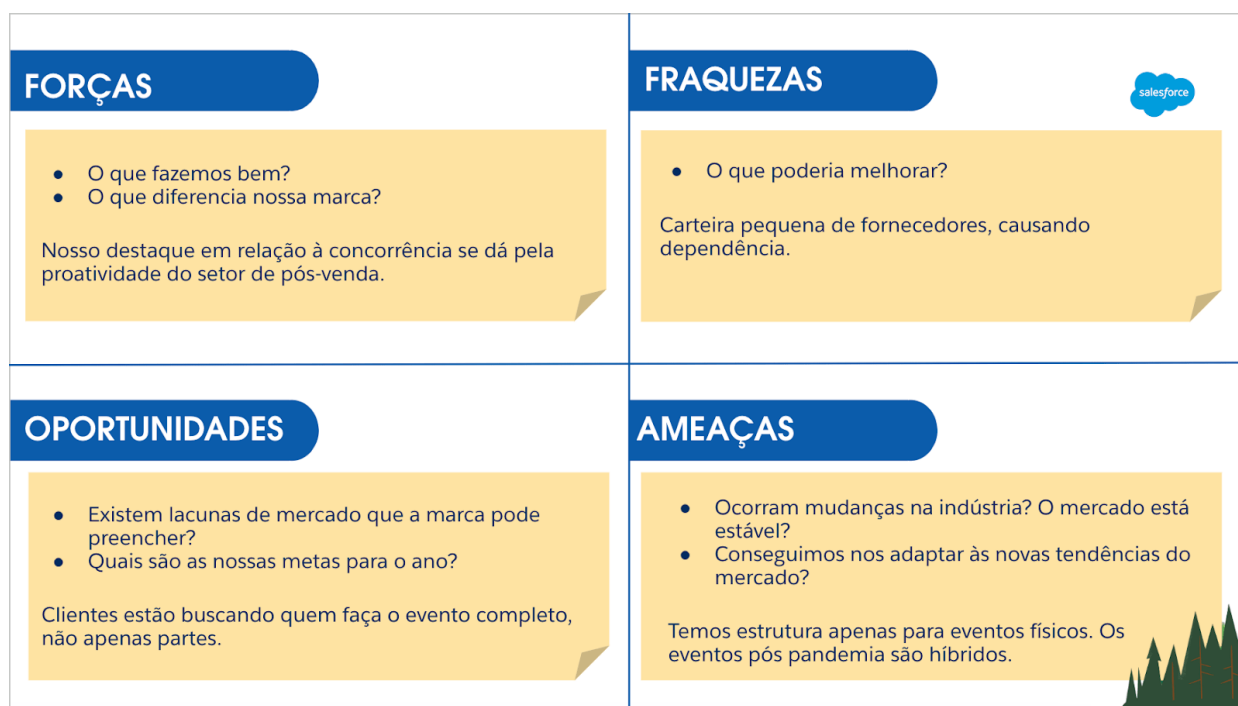 FORÇAS
● O que fazemos bem?
● O que diferencia nossa marca?
Nosso destaque em relação à concorrência se dá pela
proatividade do setor de pós-venda.
FRAQUEZAS
salesforce
● O que poderia melhorar?
Carteira pequena de fornecedores, causando
dependência.
OPORTUNIDADES
● Existem lacunas de mercado que a marca pode
preencher?
● Quais são as nossas metas para o ano?
Clientes estão buscando quem faça o evento completo,
não apenas partes.
AMEAÇAS
● Ocorram mudanças na indústria? O mercado está
estável?
● Conseguimos nos adaptar às novas tendências do
mercado?
Temos estrutura apenas para eventos físicos. Os
eventos pós pandemia são híbridos.